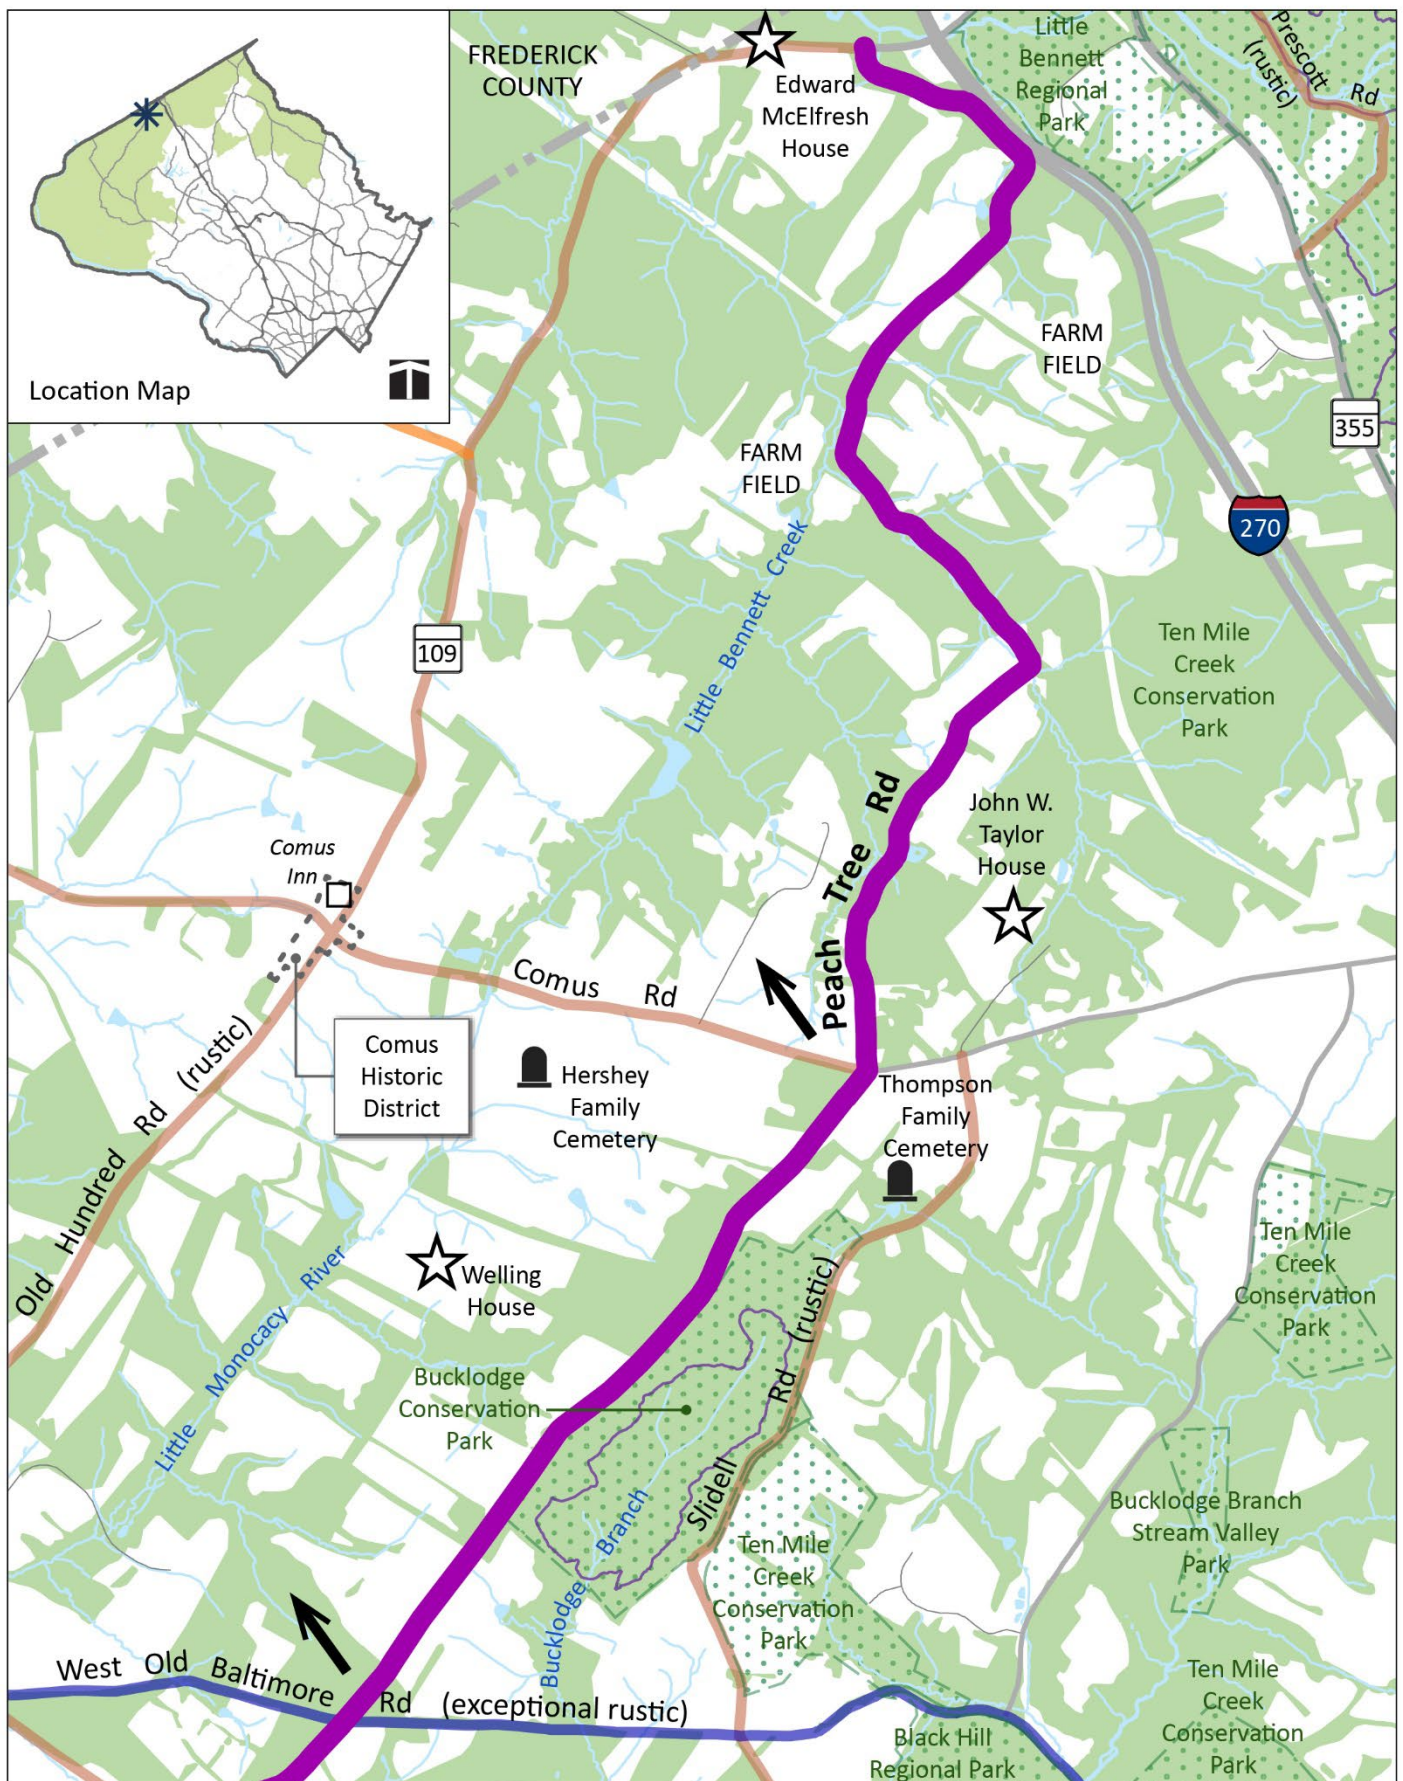 FREDERICK
COUNTY
Edward
McElfresh
House
Little
Bennett
Regional
Park
Prescott Rd
(rustic)
Location Map
FARM
FIELD
355
FARM
FIELD
270
Little Bennett Creek
109
Ten Mile
Creek
Conservation
Park
John W.
Taylor
House
Peach Tree Rd
Comus
Inn
Comus Rd
Comus
Historic
District
Hershey
Family
Cemetery
Thompson
Family
Cemetery
Old Hundred Rd (rustic)
Welling
House
Little Monocacy River
Ten Mile
Creek
Conservation
Park
Bucklodge
Conservation
Park
Slidell Rd (rustic)
Bucklodge Branch
Bucklodge Branch
Stream Valley
Park
Ten Mile
Creek
Conservation
Park
West Old Baltimore Rd (exceptional rustic)
Ten Mile
Creek
Conservation
Park
Black Hill
Regional Park